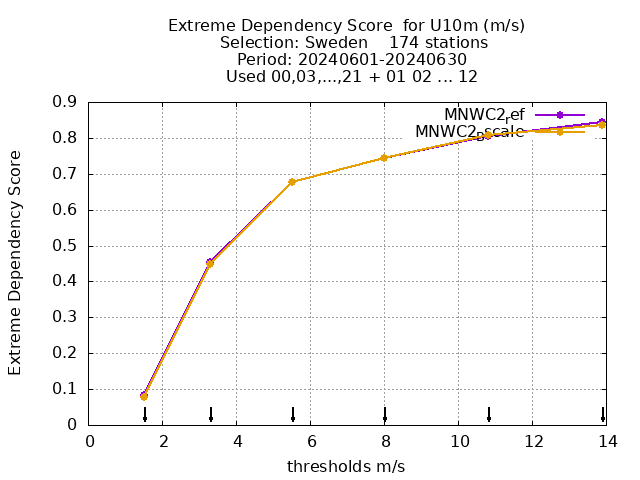 Extreme Dependency Score  for U10m (m/s)
Selection: Sweden    174 stations
Period: 20240601-20240630
Used 00,03,...,21 + 01 02 ... 12
MNWC2ref
MNWC2pscale
Extreme Dependency Score
0.9
0.8
0.7
0.6
0.5
0.4
0.3
0.2
0.1
0
0 2 4 6 8 10 12 14
thresholds m/s